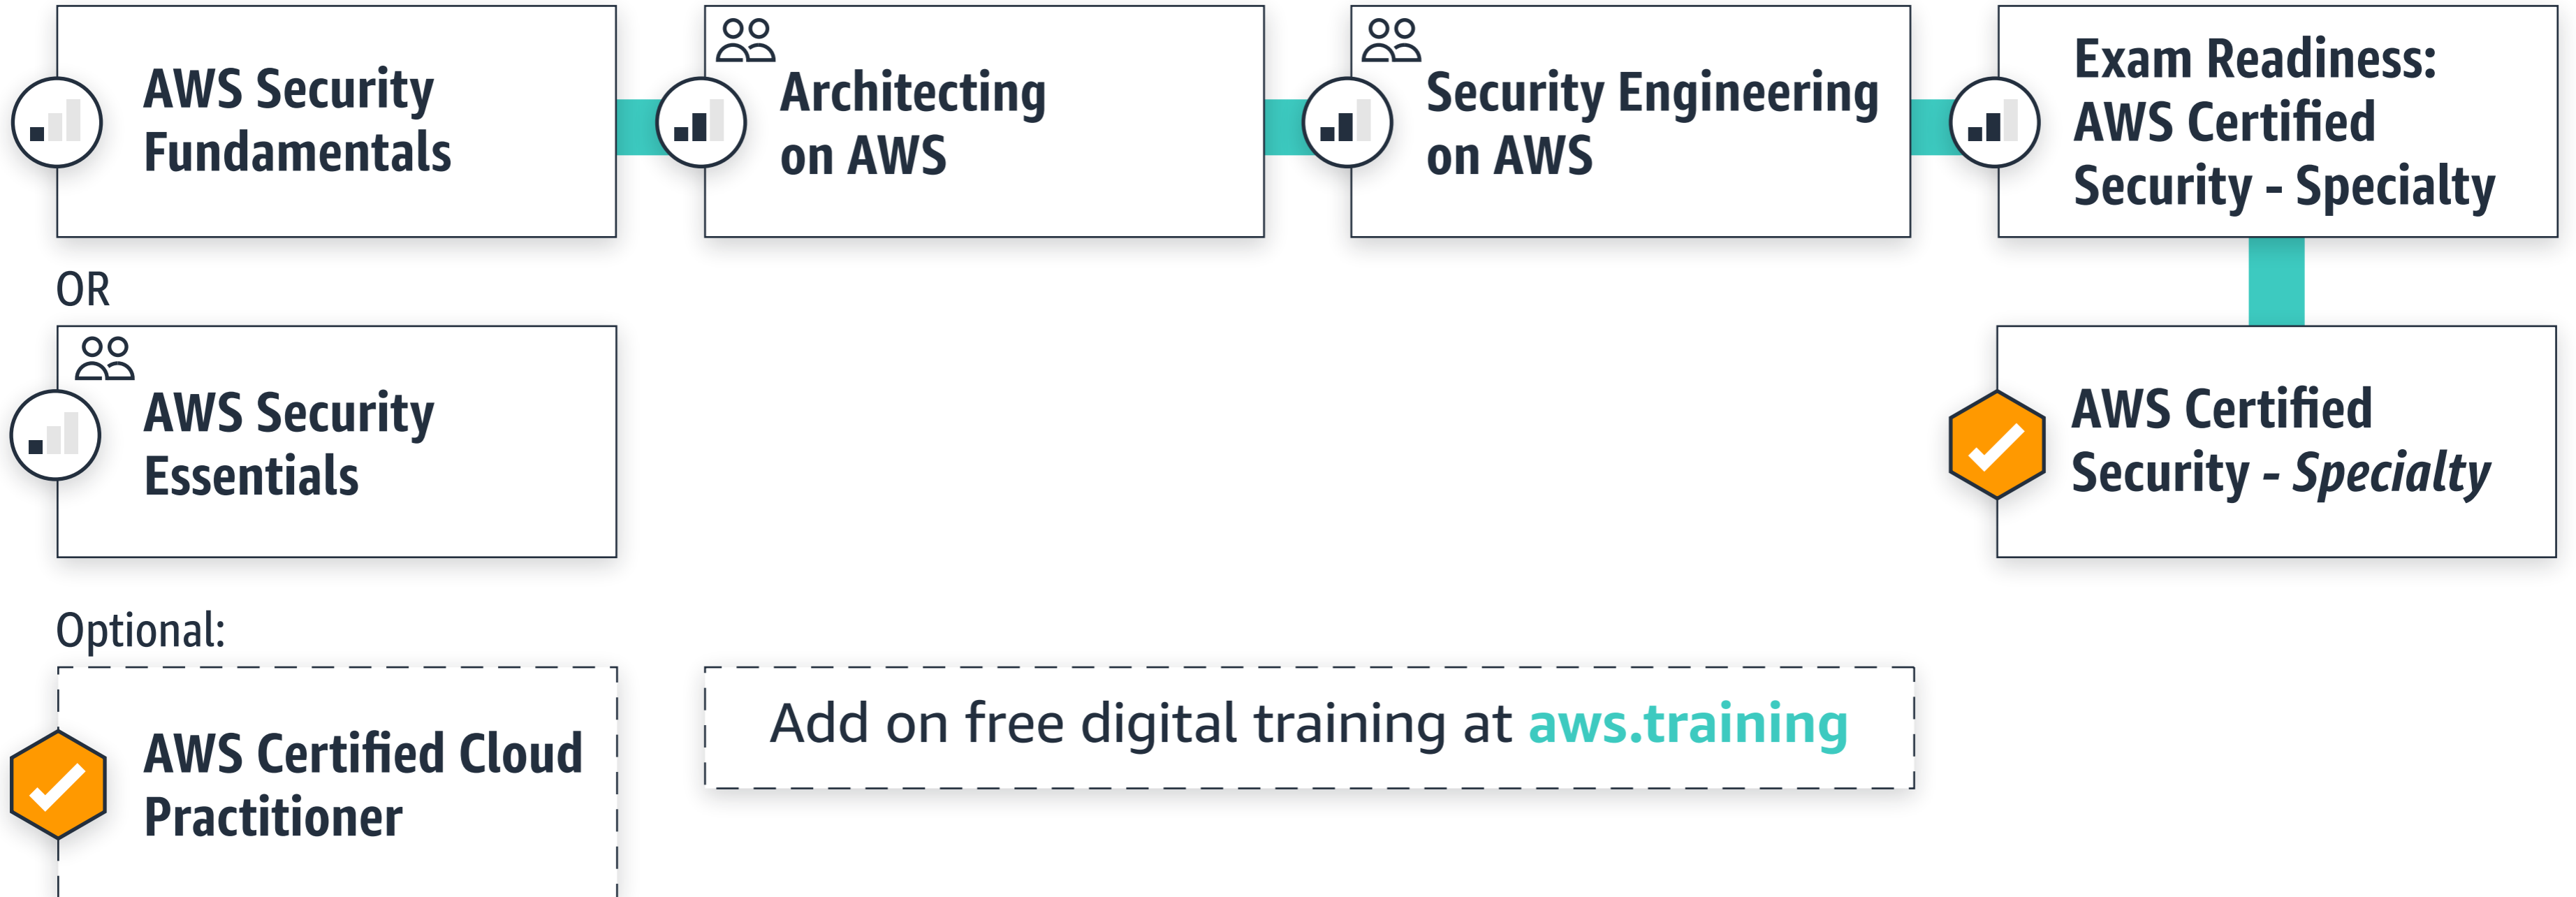 AWS Security
Fundamentals
Architecting
on AWS
Security Engineering
on AWS
Exam Readiness:
AWS Certified
Security - Specialty
OR
AWS Security
Essentials
AWS Certified
Security - Specialty
Optional:
AWS Certified Cloud
Practitioner
Add on free digital training at aws.training